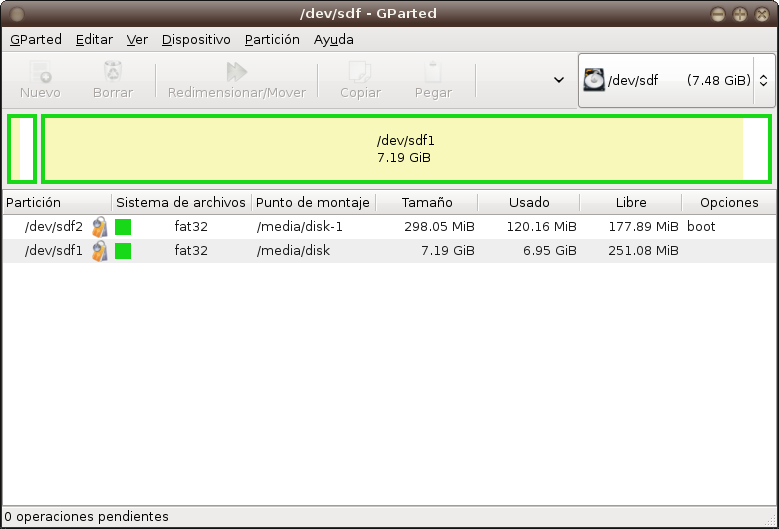 /dev/sdf - GParted
GParted Editar Ver Dispositivo Partición Ayuda
Nuevo Borrar Redimensionar/Mover Copiar Pegar /dev/sdf (7.48 GiB)
/dev/sdf1
7.19 GiB
Partición Sistema de archivos Punto de montaje Tamaño Usado Libre Opciones
/dev/sdf2 fat32 /media/disk-1 298.05 MiB 120.16 MiB 177.89 MiB boot
/dev/sdf1 fat32 /media/disk 7.19 GiB 6.95 GiB 251.08 MiB
0 operaciones pendientes